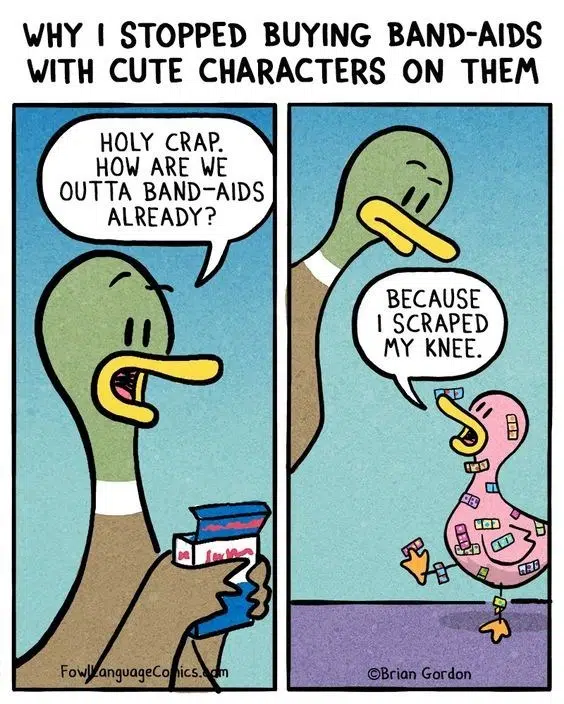 WHY I STOPPED BUYING BAND-AIDS
WITH CUTE CHARACTERS ON THEM
HOLY CRAP.
HOW ARE WE
OUTTA BAND-AIDS
ALREADY?
BECAUSE
I SCRAPED
MY KNEE.
FowlLanguageComics.com
©Brian Gordon